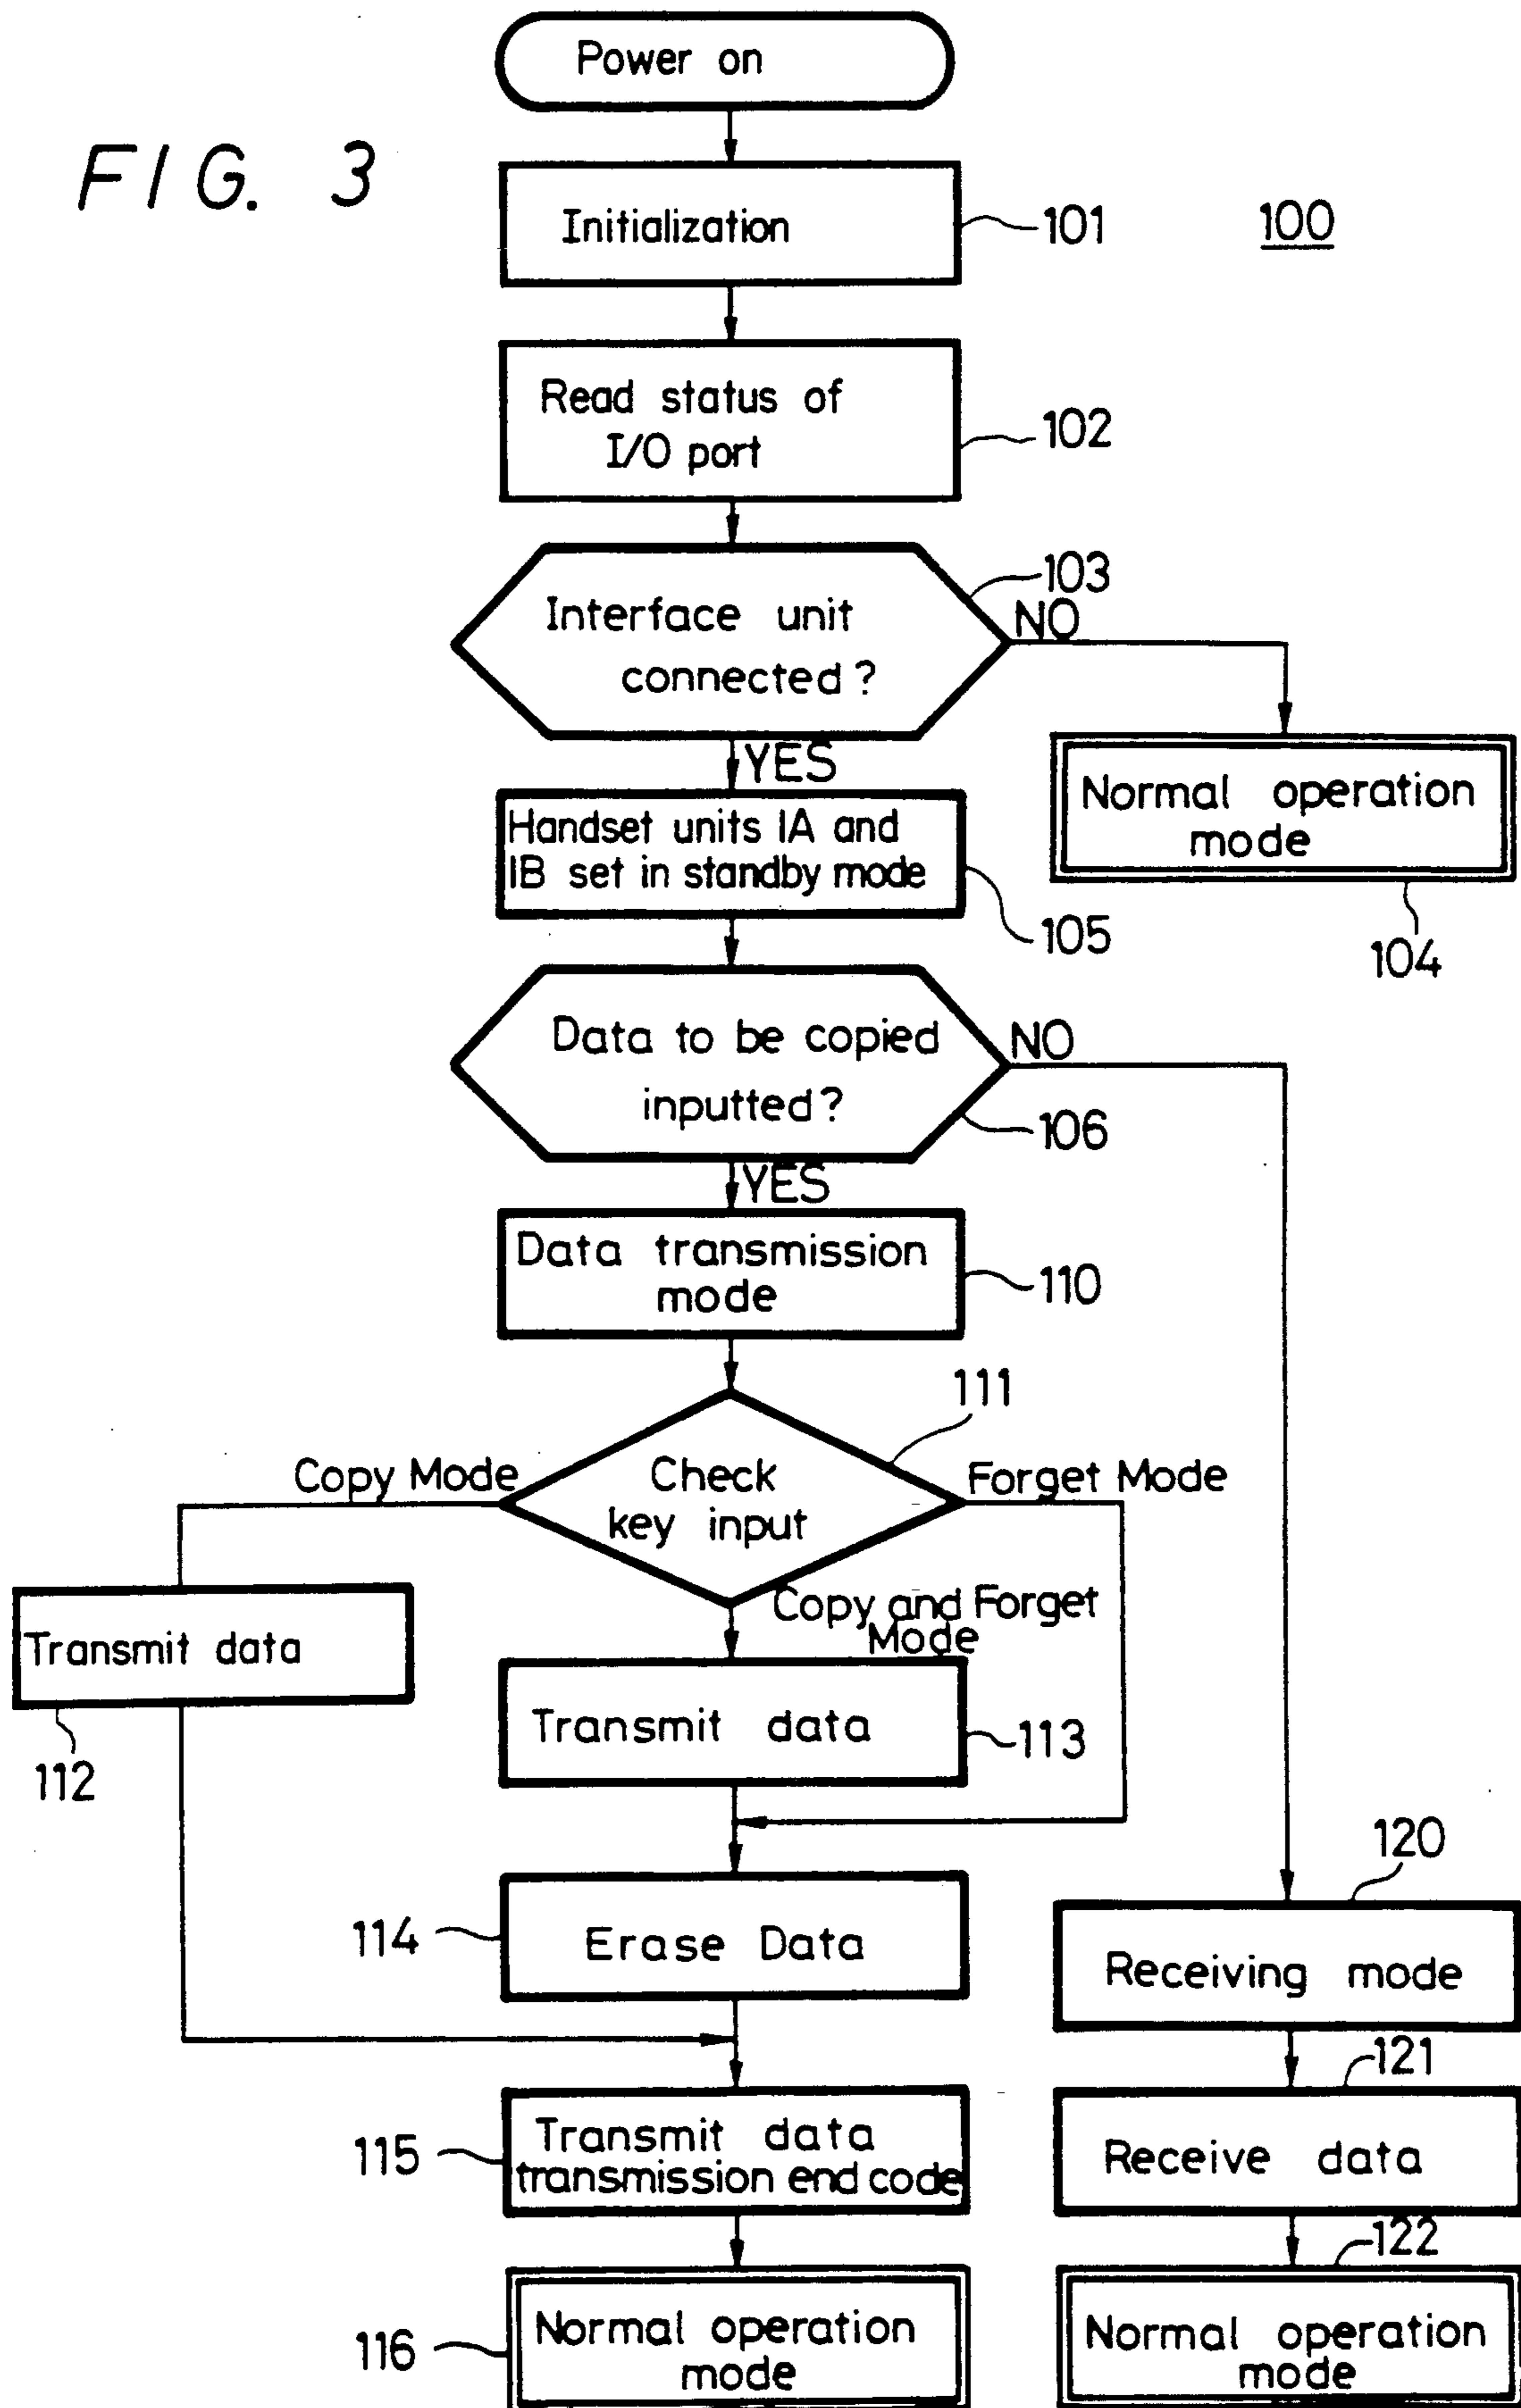 FIG. 3
100
Power on
Initialization
101
Read status of
I/O port
102
Interface unit
connected?
103
NO
YES
Normal operation
mode
104
Handset units 1A and
1B set in standby mode
105
Data to be copied
inputted?
NO
106
YES
Data transmission
mode
110
111
Check
key input
Copy Mode
Forget Mode
Copy and Forget
Mode
Transmit data
112
Transmit data
113
114
Erase Data
120
Receiving mode
115
Transmit data
transmission end code
121
Receive data
116
Normal operation
mode
122
Normal operation
mode